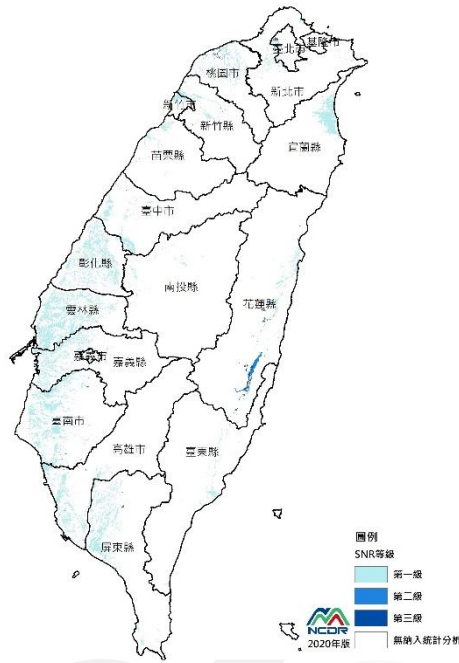 基隆市
臺北市
桃園市
新北市
新竹市
新竹縣
宜蘭縣
苗栗縣
臺中市
彰化縣
南投縣
花蓮縣
雲林縣
嘉義市
嘉義縣
臺南市
高雄市
臺東縣
屏東縣
圖例
SNR等級
第一級
第二級
第三級
無納入統計分析
NCDR
2020年版